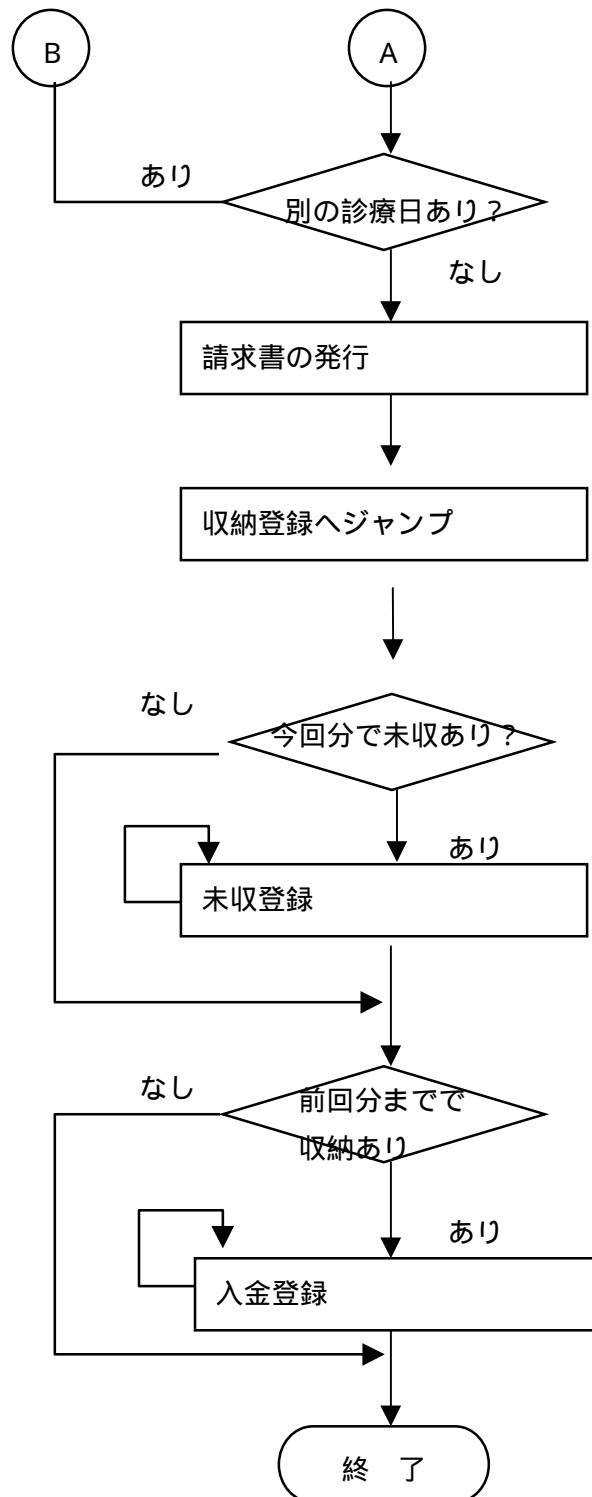 B
A
あり
別の診療日あり?
なし
請求書の発行
収納登録へジャンプ
なし
今回分で未収あり?
あり
未収登録
なし
前回分までで
収納あり
あり
入金登録
終　了